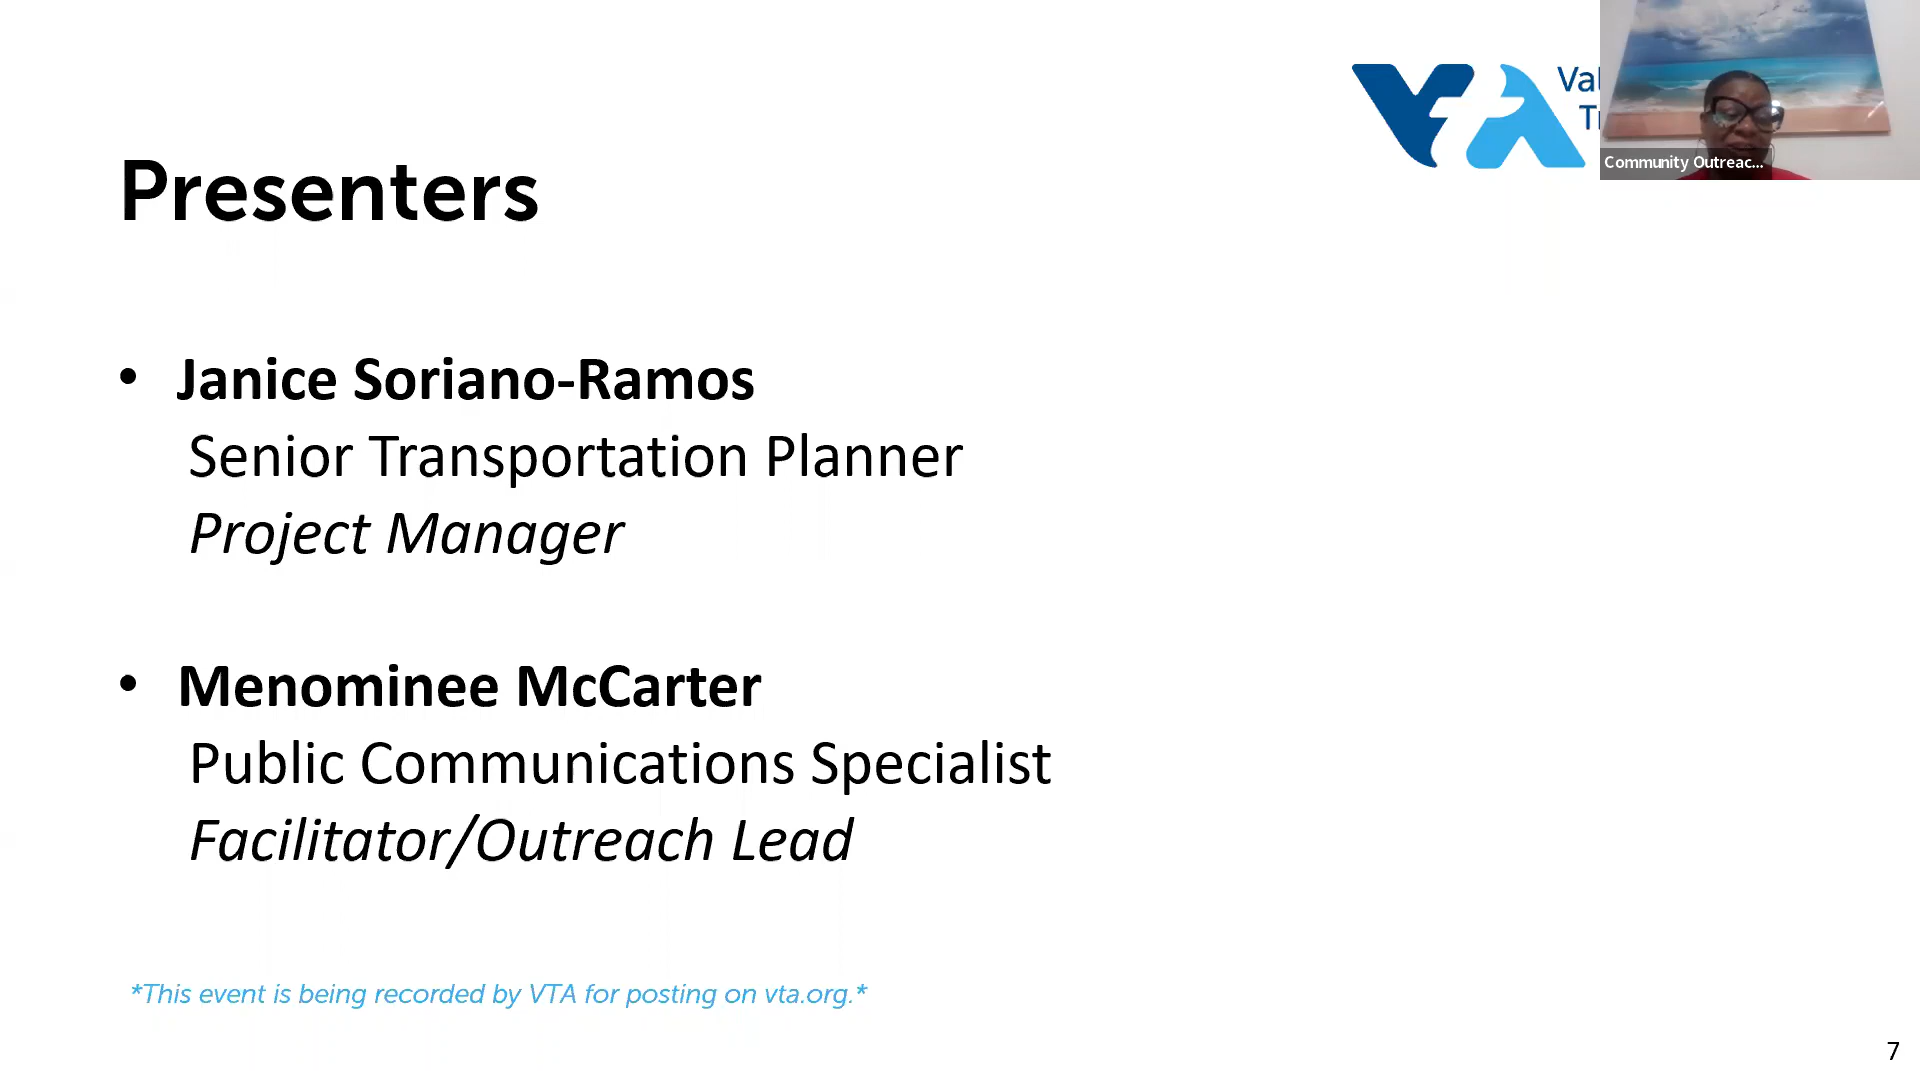 VTA
Presenters
Community Outreac...
• Janice Soriano-Ramos
Senior Transportation Planner
Project Manager
• Menominee McCarter
Public Communications Specialist
Facilitator/Outreach Lead
*This event is being recorded by VTA for posting on vta.org.*
7